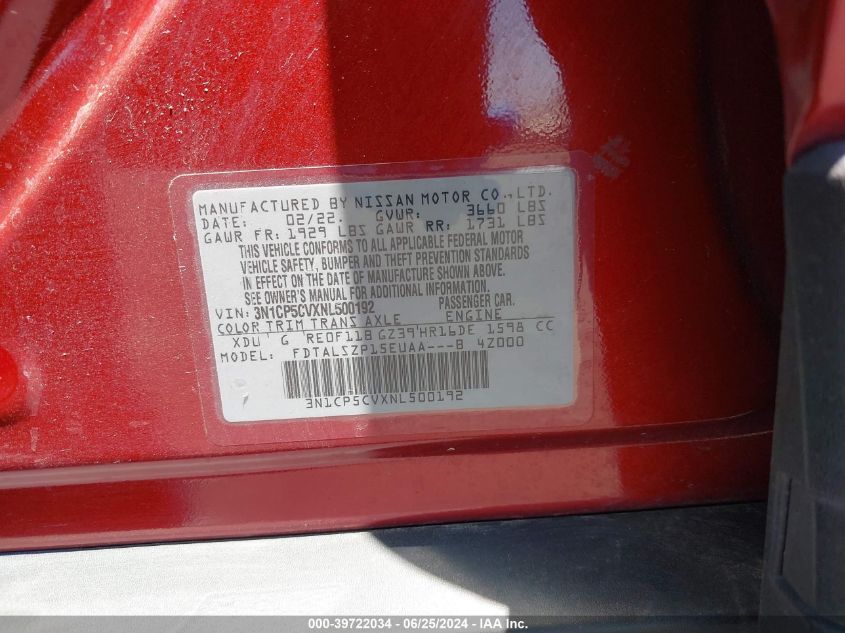 MANUFACTURED BY NISSAN MOTOR CO., LTD.
DATE: 02/22. GVWR: 3660 LBS
GAWR FR: 1929 LBS GAWR RR: 1731 LBS
THIS VEHICLE CONFORMS TO ALL APPLICABLE FEDERAL MOTOR
VEHICLE SAFETY, BUMPER AND THEFT PREVENTION STANDARDS
IN EFFECT ON THE DATE OF MANUFACTURE SHOWN ABOVE.
SEE OWNER'S MANUAL FOR ADDITIONAL INFORMATION.
VIN: 3N1CP5CVXNL500192 PASSENGER CAR.
COLOR TRIM TRANS AXLE ENGINE
XDU G RE0F11B GZ39 HR16DE 1598 CC
MODEL: FDTALSZP15EUAA---B 4Z000
3N1CP5CVXNL500192
000-39722034 - 06/25/2024 - IAAI.COM